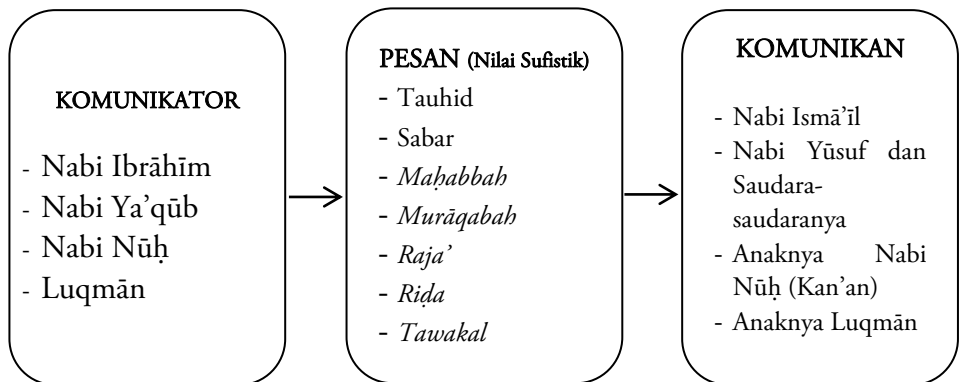 KOMUNIKATOR
- Nabi Ibrāhīm
- Nabi Ya’qūb
- Nabi Nūḥ
- Luqmān
PESAN (Nilai Sufistik)
- Tauhid
- Sabar
- Maḥabbah
- Murāqabah
- Raja’
- Riḍa
- Tawakal
KOMUNIKAN
- Nabi Ismā’īl
- Nabi Yūsuf dan
Saudara-
saudaranya
- Anaknya Nabi
Nūḥ (Kan’an)
- Anaknya Luqmān